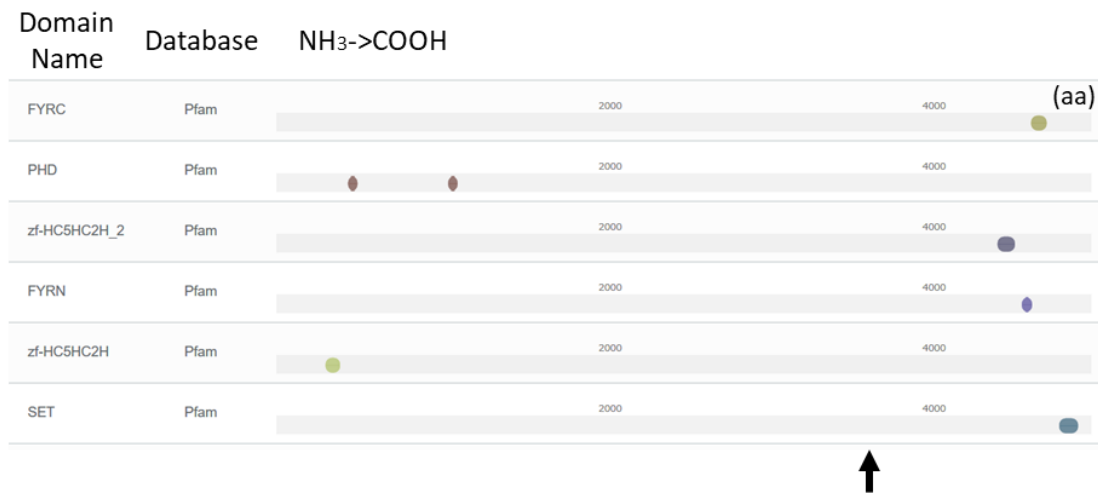 Domain Name Database NH₃->COOH
(aa)
FYRC Pfam 2000 4000
PHD Pfam 2000 4000
zf-HC5HC2H_2 Pfam 2000 4000
FYRN Pfam 2000 4000
zf-HC5HC2H Pfam 2000 4000
SET Pfam 2000 4000